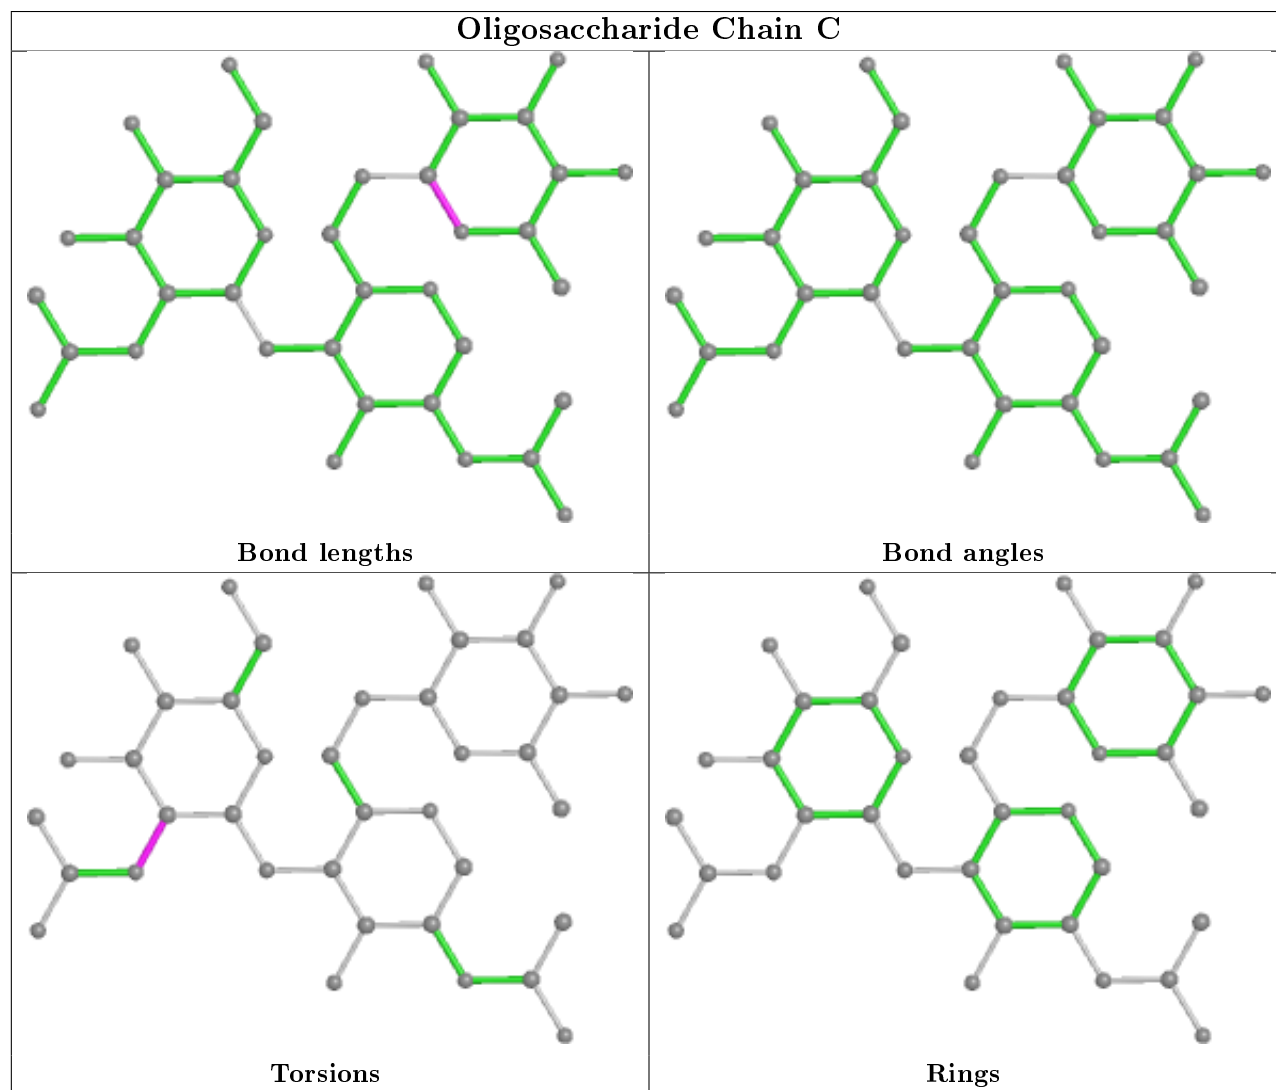 Oligosaccharide Chain C
Bond lengths
Bond angles
Torsions
Rings